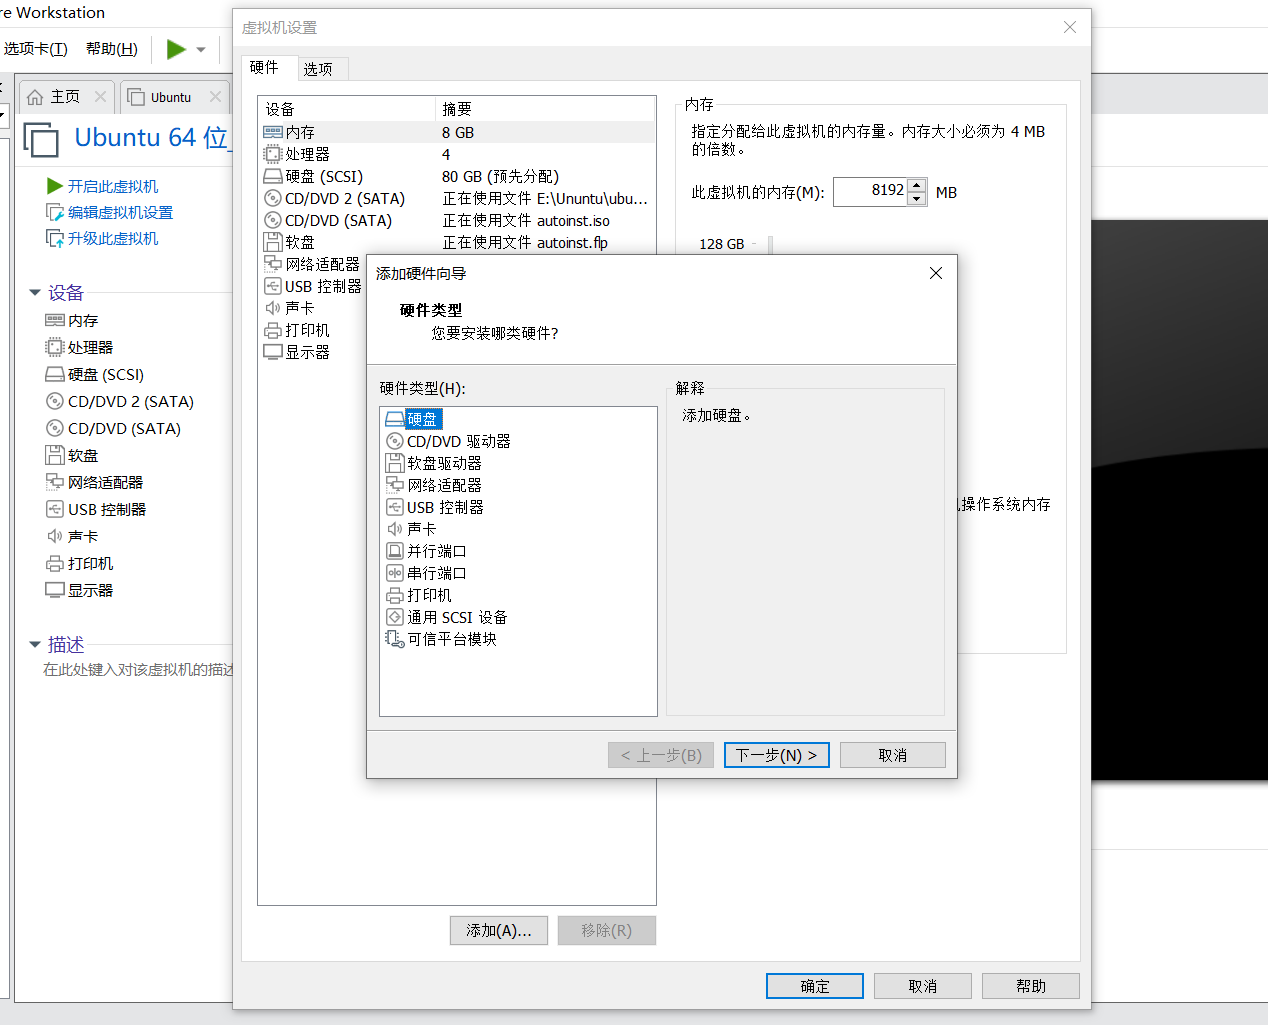 re Workstation
选项卡(T) 帮助(H)
主页
Ubuntu
Ubuntu 64 位_
开启此虚拟机
编辑虚拟机设置
升级此虚拟机
设备
内存
处理器
硬盘 (SCSI)
CD/DVD 2 (SATA)
CD/DVD (SATA)
软盘
网络适配器
USB 控制器
声卡
打印机
显示器
描述
在此处键入对该虚拟机的描述
虚拟机设置
硬件 选项
设备 摘要
内存 8 GB
处理器 4
硬盘 (SCSI) 80 GB (预先分配)
CD/DVD 2 (SATA) 正在使用文件 E:\Ununtu\ubu...
CD/DVD (SATA) 正在使用文件 autoinst.iso
软盘 正在使用文件 autoinst.flp
网络适配器
USB 控制器
声卡
打印机
显示器
内存
指定分配给此虚拟机的内存量。内存大小必须为 4 MB
的倍数。
此虚拟机的内存(M): 8192 MB
128 GB
操作系统内存
添加硬件向导
硬件类型
您要安装哪类硬件?
硬件类型(H):
硬盘
CD/DVD 驱动器
软盘驱动器
网络适配器
USB 控制器
声卡
并行端口
串行端口
打印机
通用 SCSI 设备
可信平台模块
解释
添加硬盘。
< 上一步(B) 下一步(N) > 取消
添加(A)... 移除(R)
确定 取消 帮助